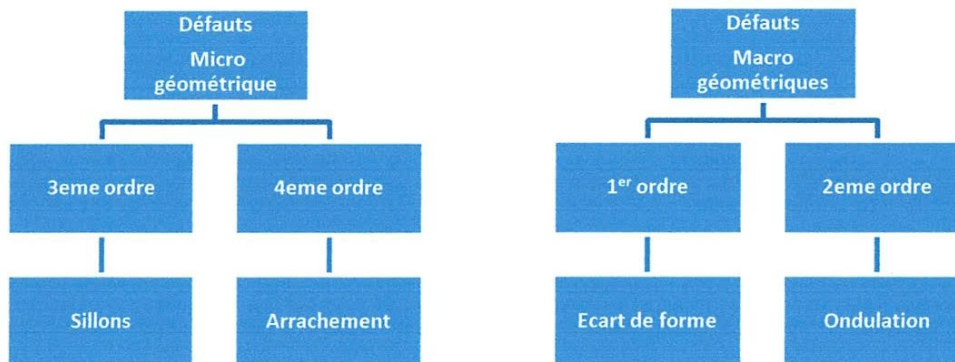 Défauts
Micro
géométrique
3eme ordre
4eme ordre
Sillons
Arrachement
Défauts
Macro
géométriques
1er ordre
2eme ordre
Ecart de forme
Ondulation